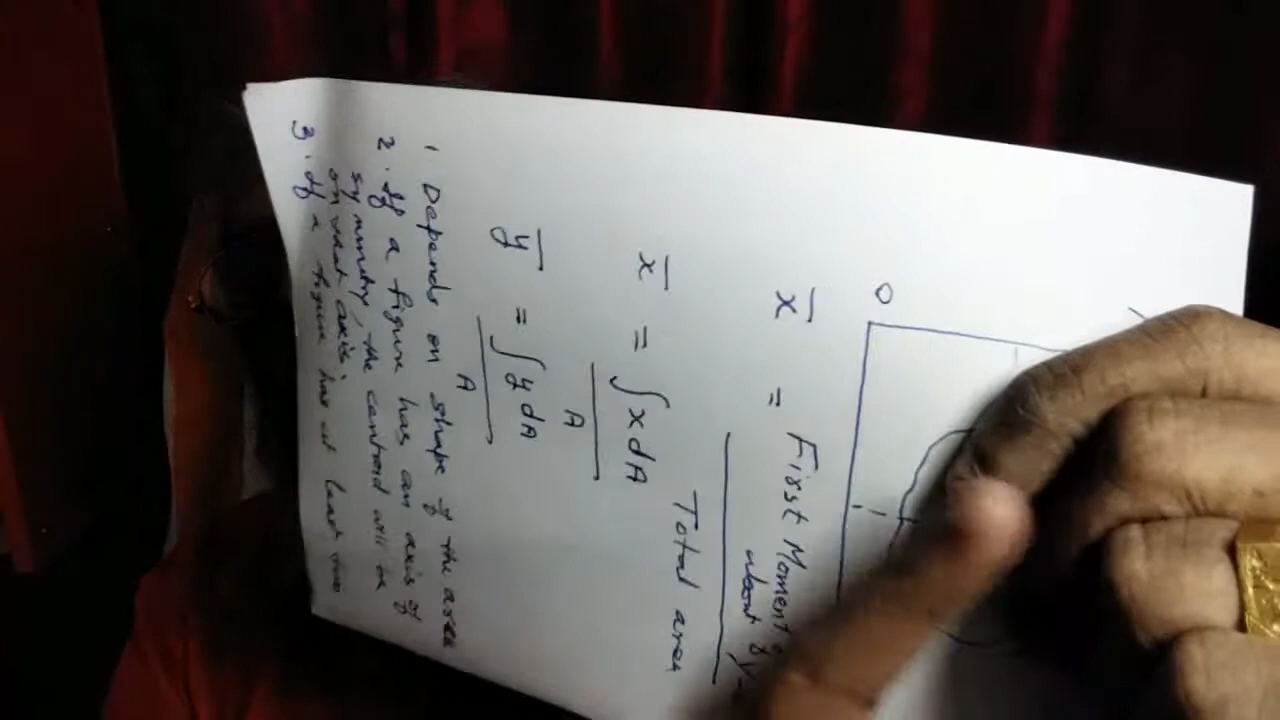 O
x̄ = First Moment
about y-
Total area
x̄ = ∫ x dA
A
ȳ = ∫ y dA
A
1 Depends on shape of the area
2. If a figure has an axis of
symmetry, the centroid will be
on that axis.
3. If a figure has at least two